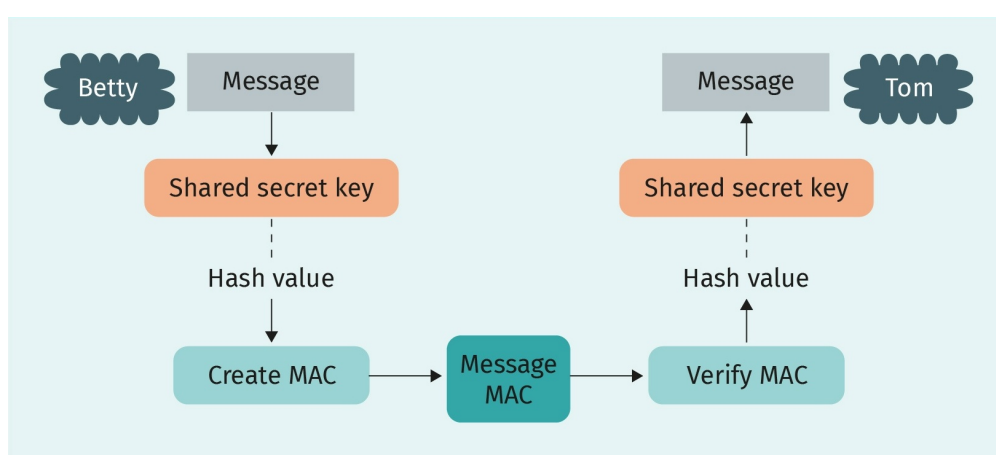 Betty
Message
Message
Tom
Shared secret key
Shared secret key
Hash value
Hash value
Create MAC
Message
MAC
Verify MAC